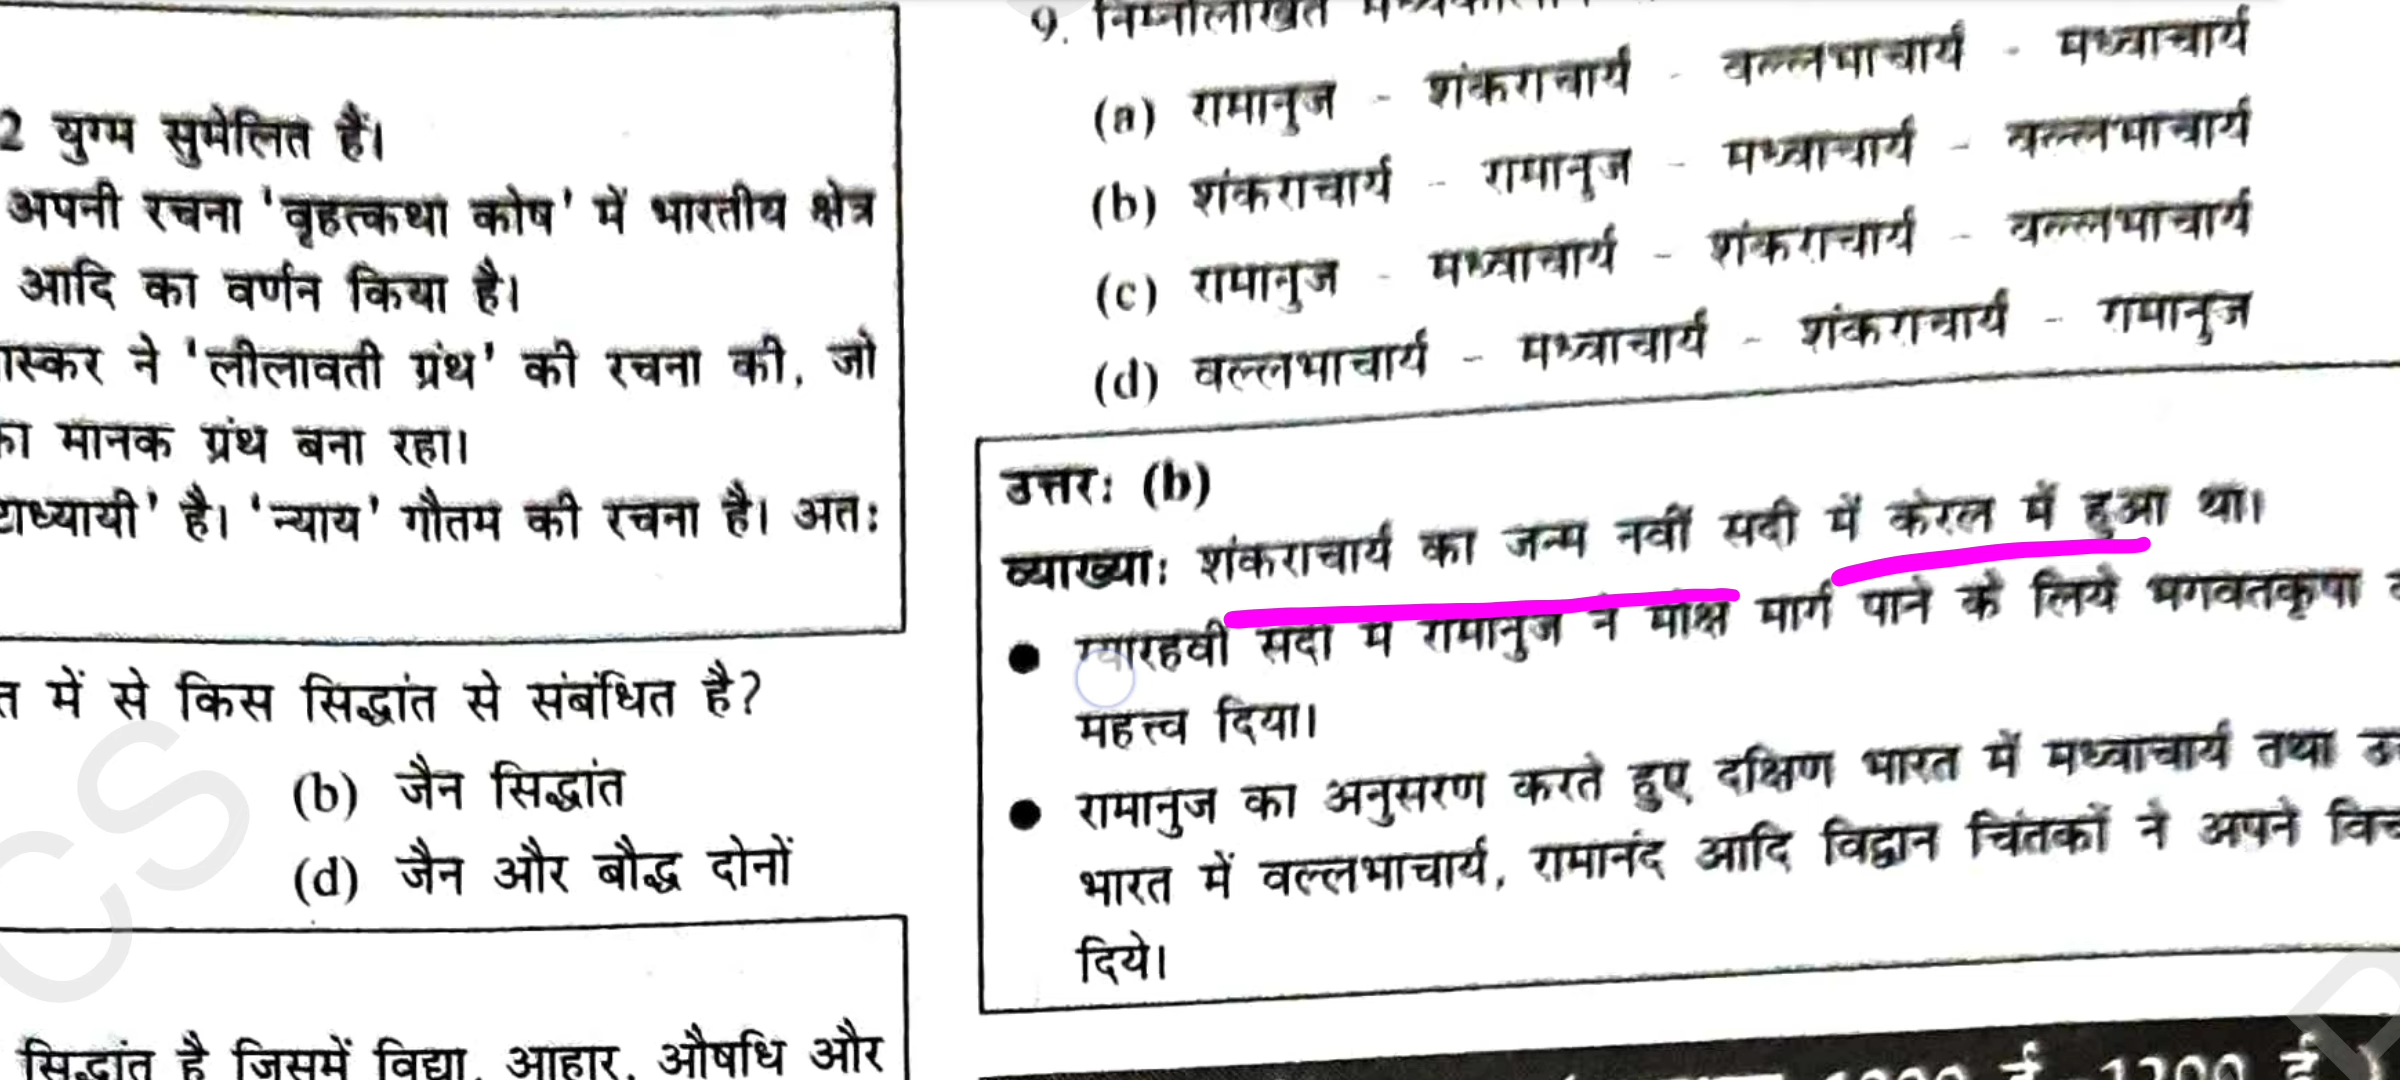 2 युग्म सुमेलित हैं।
अपनी रचना 'वृहत्कथा कोष' में भारतीय क्षेत्र
आदि का वर्णन किया है।
ास्कर ने 'लीलावती ग्रंथ' की रचना की, जो
का मानक ग्रंथ बना रहा।
टाध्यायी' है। 'न्याय' गौतम की रचना है। अतः
त में से किस सिद्धांत से संबंधित है?
(b) जैन सिद्धांत
(d) जैन और बौद्ध दोनों
सिद्धांत है जिसमें विद्या, आहार, औषधि और
9. निम्नलिखित
(a) रामानुज - शंकराचार्य - वल्लभाचार्य - मध्वाचार्य
(b) शंकराचार्य - रामानुज - मध्वाचार्य - वल्लभाचार्य
(c) रामानुज - मध्वाचार्य - शंकराचार्य - वल्लभाचार्य
(d) वल्लभाचार्य - मध्वाचार्य - शंकराचार्य - रामानुज
उत्तरः (b)
व्याख्याः शंकराचार्य का जन्म नवीं सदी में केरल में हुआ था।
● ग्यारहवीं सदी में रामानुज ने मोक्ष मार्ग पाने के लिये भगवतकृपा
महत्त्व दिया।
● रामानुज का अनुसरण करते हुए दक्षिण भारत में मध्वाचार्य तथा
भारत में वल्लभाचार्य, रामानंद आदि विद्वान चिंतकों ने अपने
दिये।
CS